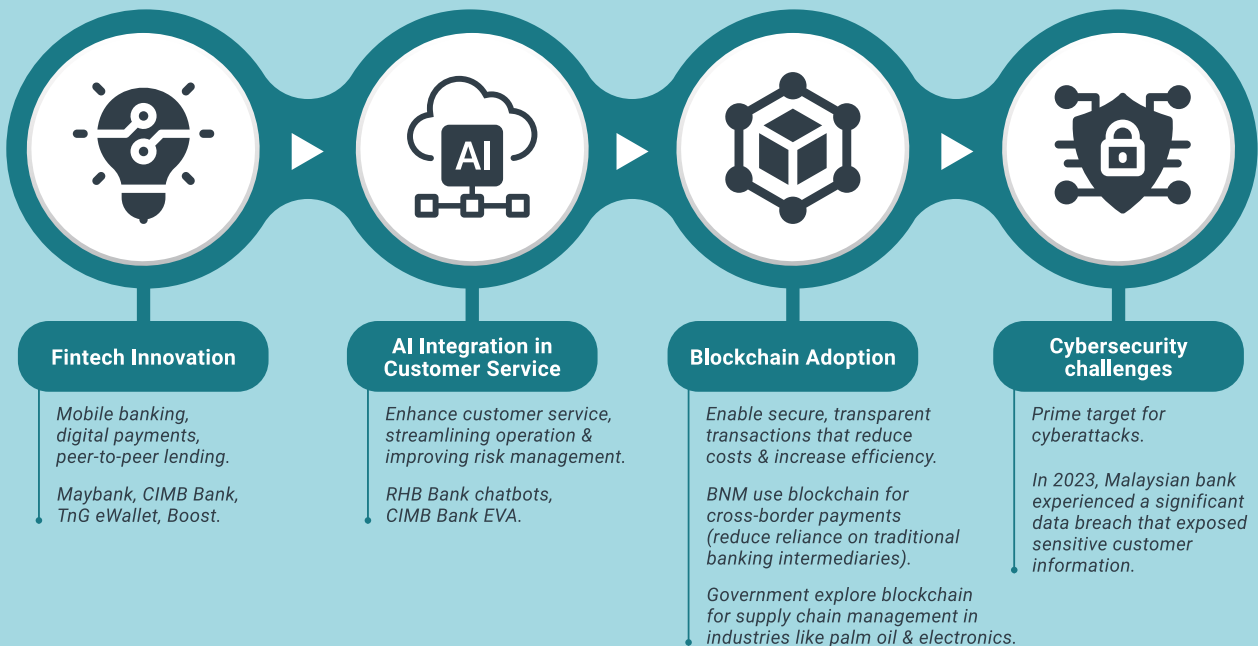 AI
Fintech Innovation
Mobile banking,
digital payments,
peer-to-peer lending.
Maybank, CIMB Bank,
TnG eWallet, Boost.
AI Integration in
Customer Service
Enhance customer service,
streamlining operation &
improving risk management.
RHB Bank chatbots,
CIMB Bank EVA.
Blockchain Adoption
Enable secure, transparent
transactions that reduce
costs & increase efficiency.
BNM use blockchain for
cross-border payments
(reduce reliance on traditional
banking intermediaries).
Government explore blockchain
for supply chain management in
industries like palm oil & electronics.
Cybersecurity
challenges
Prime target for
cyberattacks.
In 2023, Malaysian bank
experienced a significant
data breach that exposed
sensitive customer
information.